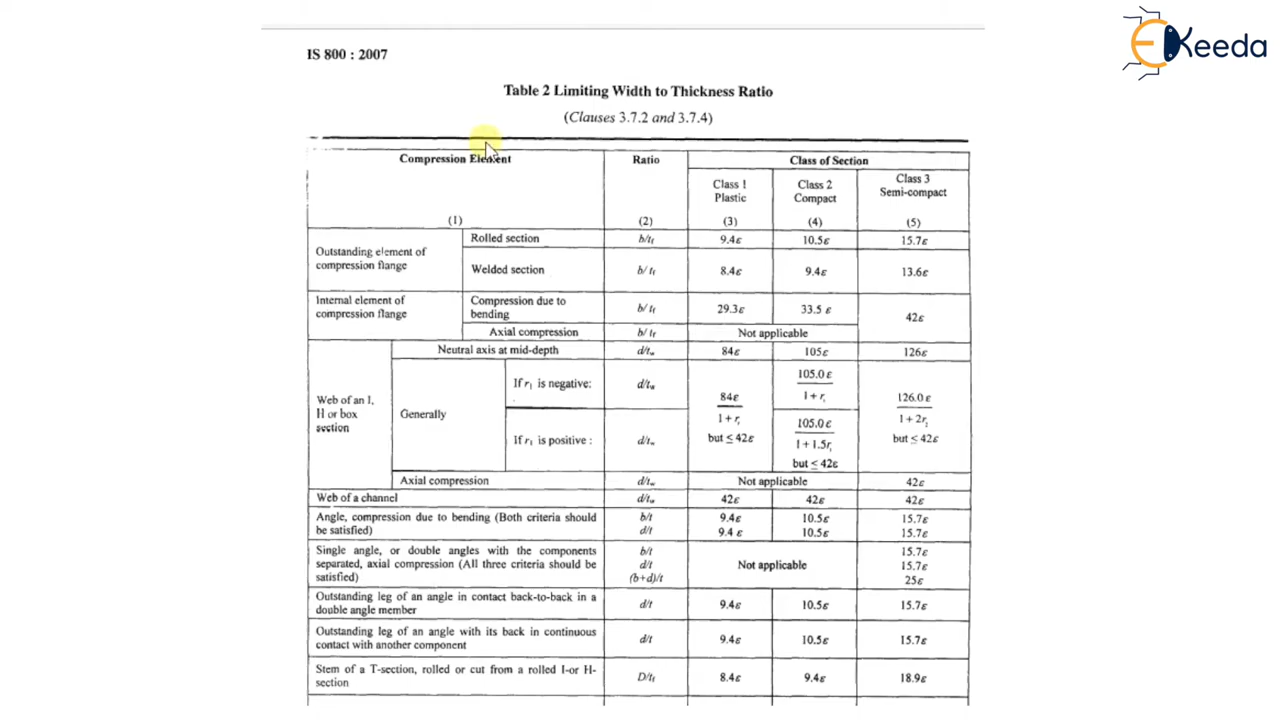 EKeeda
IS 800 : 2007
Table 2 Limiting Width to Thickness Ratio
(Clauses 3.7.2 and 3.7.4)
Compression Element Ratio Class of Section
Class 1 Plastic Class 2 Compact Class 3 Semi-compact
(1) (2) (3) (4) (5)
Outstanding element of compression flange Rolled section b/tf 9.4ε 10.5ε 15.7ε
Welded section b/tf 8.4ε 9.4ε 13.6ε
Internal element of compression flange Compression due to bending b/tf 29.3ε 33.5 ε 42ε
Axial compression b/tf Not applicable
Web of an I, H or box section Neutral axis at mid-depth d/tw 84ε 105ε 126ε
Generally If r1 is negative: d/tw 84ε / 1 + r1 but ≤ 42ε 105.0 ε / 1 + r1 126.0 ε / 1 + 2r2 but ≤ 42ε
If r1 is positive : d/tw 105.0 ε / 1 + 1.5r1 but ≤ 42ε
Axial compression d/tw Not applicable 42ε
Web of a channel d/tw 42ε 42ε 42ε
Angle, compression due to bending (Both criteria should b/t 9.4ε 10.5ε 15.7ε
be satisfied) d/t 9.4 ε 10.5ε 15.7ε
Single angle, or double angles with the components b/t 15.7ε
separated, axial compression (All three criteria should be d/t Not applicable 15.7ε
satisfied) (b+d)/t 25ε
Outstanding leg of an angle in contact back-to-back in a
double angle member d/t 9.4ε 10.5ε 15.7ε
Outstanding leg of an angle with its back in continuous
contact with another component d/t 9.4ε 10.5ε 15.7ε
Stem of a T-section, rolled or cut from a rolled I-or H-
section D/tf 8.4ε 9.4ε 18.9ε